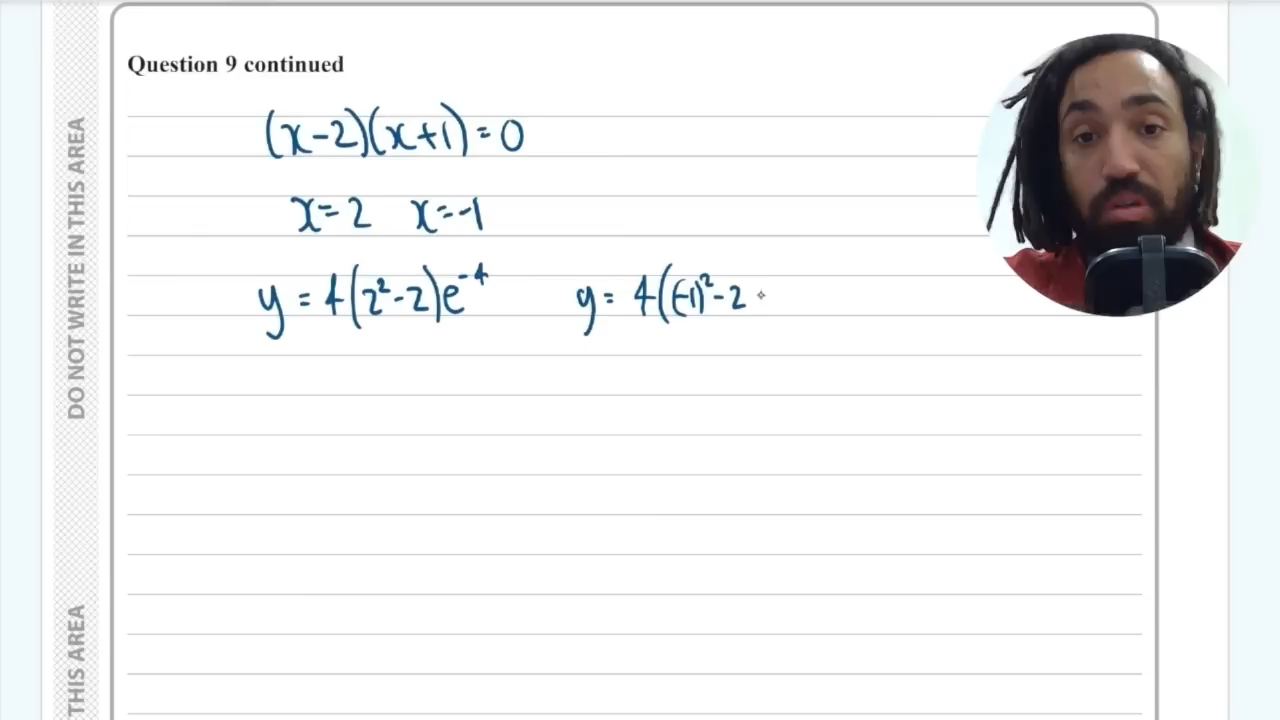 Question 9 continued
(x-2)(x+1)=0
x=2 x=-1
y=4(2²-2)e⁻⁴ y=4((-1)²-2
DO NOT WRITE IN THIS AREA
THIS AREA